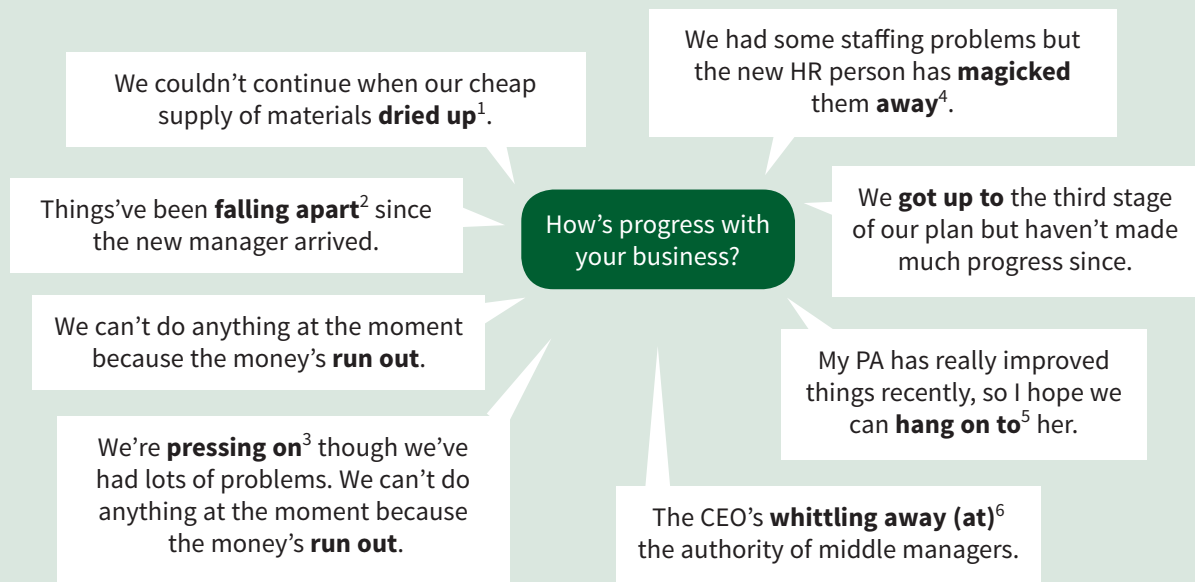 We couldn’t continue when our cheap
supply of materials dried up1.
We had some staffing problems but
the new HR person has magicked
them away4.
Things’ve been falling apart2 since
the new manager arrived.
How’s progress with
your business?
We got up to the third stage
of our plan but haven’t made
much progress since.
We can’t do anything at the moment
because the money’s run out.
My PA has really improved
things recently, so I hope we
can hang on to5 her.
We’re pressing on3 though we’ve
had lots of problems. We can’t do
anything at the moment because
the money’s run out.
The CEO’s whittling away (at)6
the authority of middle managers.